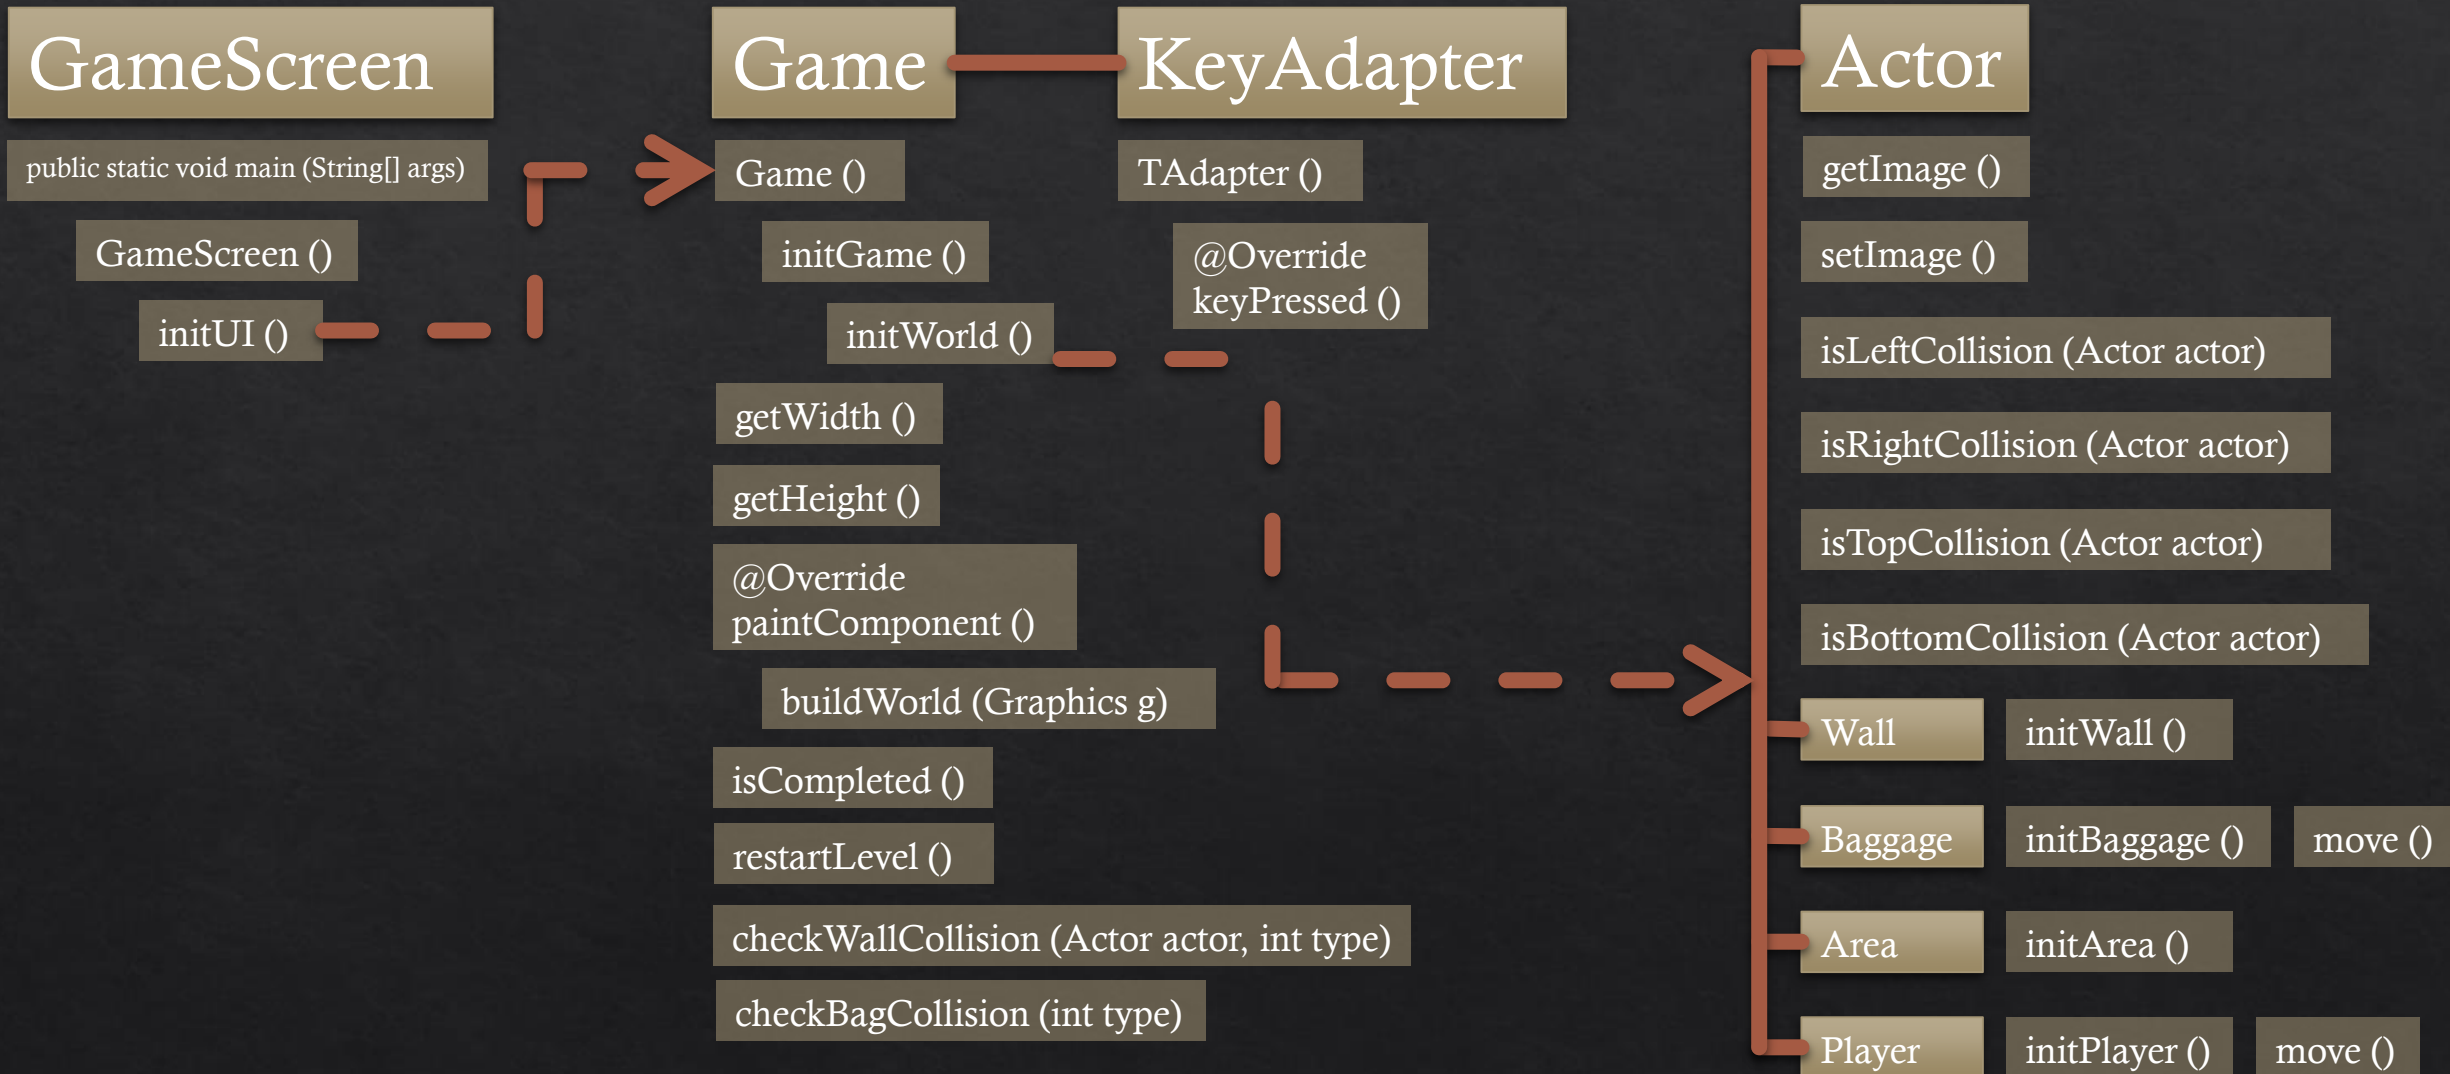 GameScreen
public static void main (String[] args)
GameScreen ()
initUI ()
Game
Game ()
initGame ()
initWorld ()
getWidth ()
getHeight ()
@Override
paintComponent ()
buildWorld (Graphics g)
isCompleted ()
restartLevel ()
checkWallCollision (Actor actor, int type)
checkBagCollision (int type)
KeyAdapter
TAdapter ()
@Override
keyPressed ()
Actor
getImage ()
setImage ()
isLeftCollision (Actor actor)
isRightCollision (Actor actor)
isTopCollision (Actor actor)
isBottomCollision (Actor actor)
Wall initWall ()
Baggage initBaggage () move ()
Area initArea ()
Player initPlayer () move ()